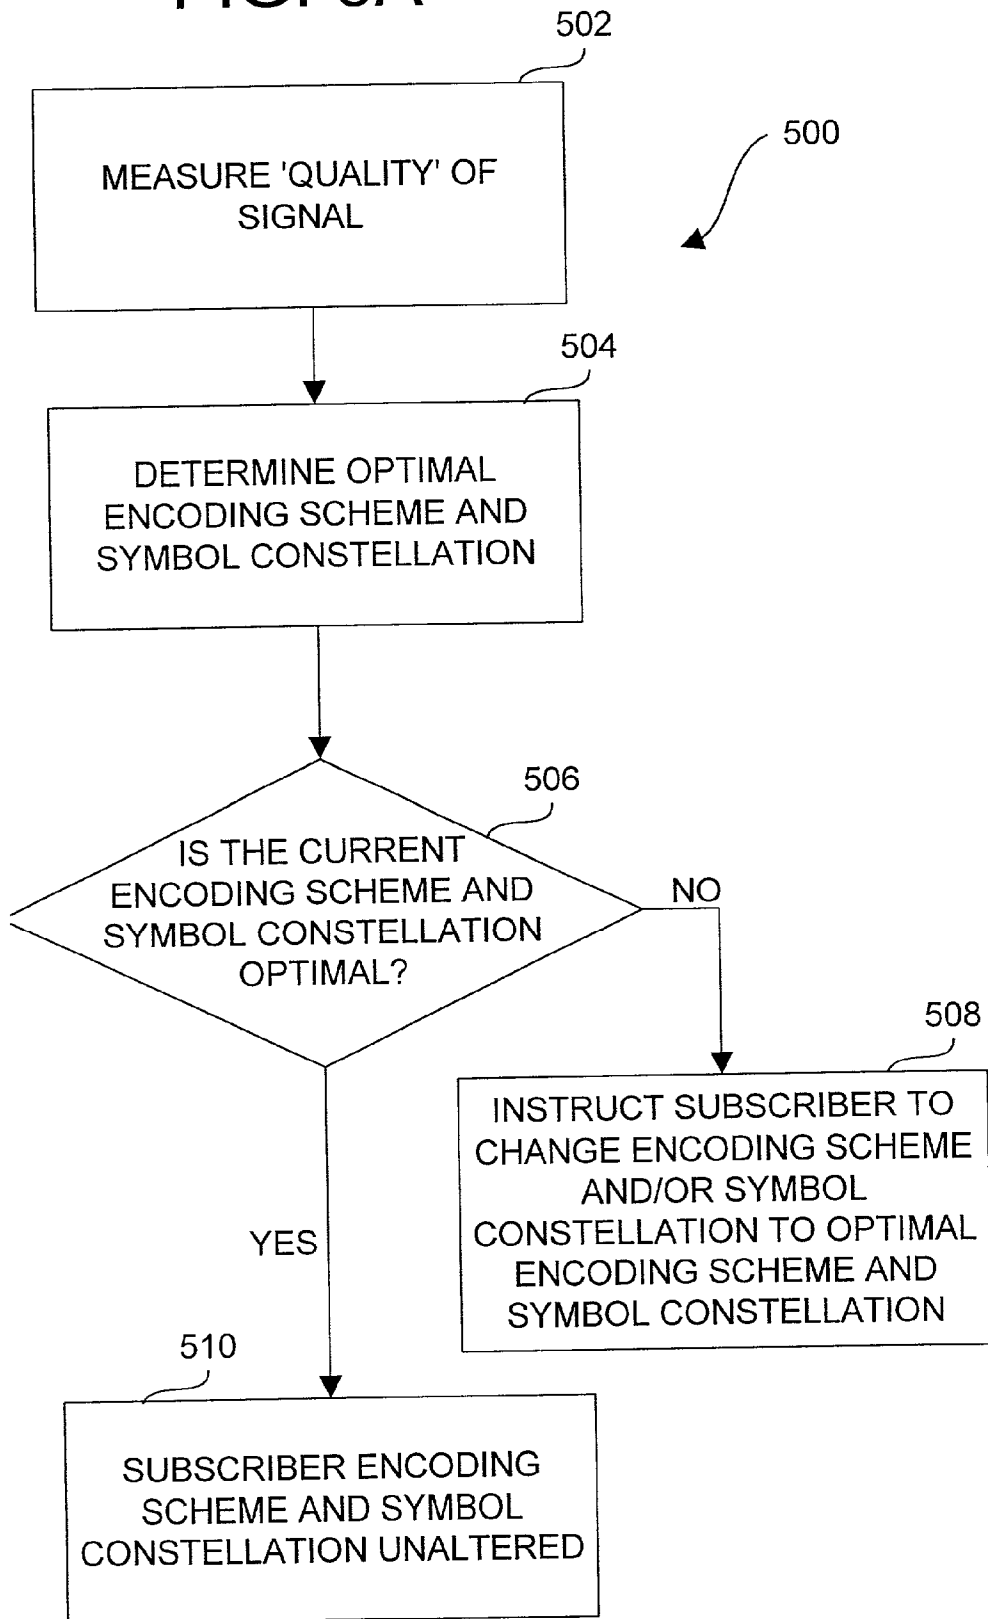 502
500
MEASURE 'QUALITY' OF
SIGNAL
504
DETERMINE OPTIMAL
ENCODING SCHEME AND
SYMBOL CONSTELLATION
506
IS THE CURRENT
ENCODING SCHEME AND
SYMBOL CONSTELLATION
OPTIMAL?
NO
508
INSTRUCT SUBSCRIBER TO
CHANGE ENCODING SCHEME
AND/OR SYMBOL
CONSTELLATION TO OPTIMAL
ENCODING SCHEME AND
SYMBOL CONSTELLATION
YES
510
SUBSCRIBER ENCODING
SCHEME AND SYMBOL
CONSTELLATION UNALTERED